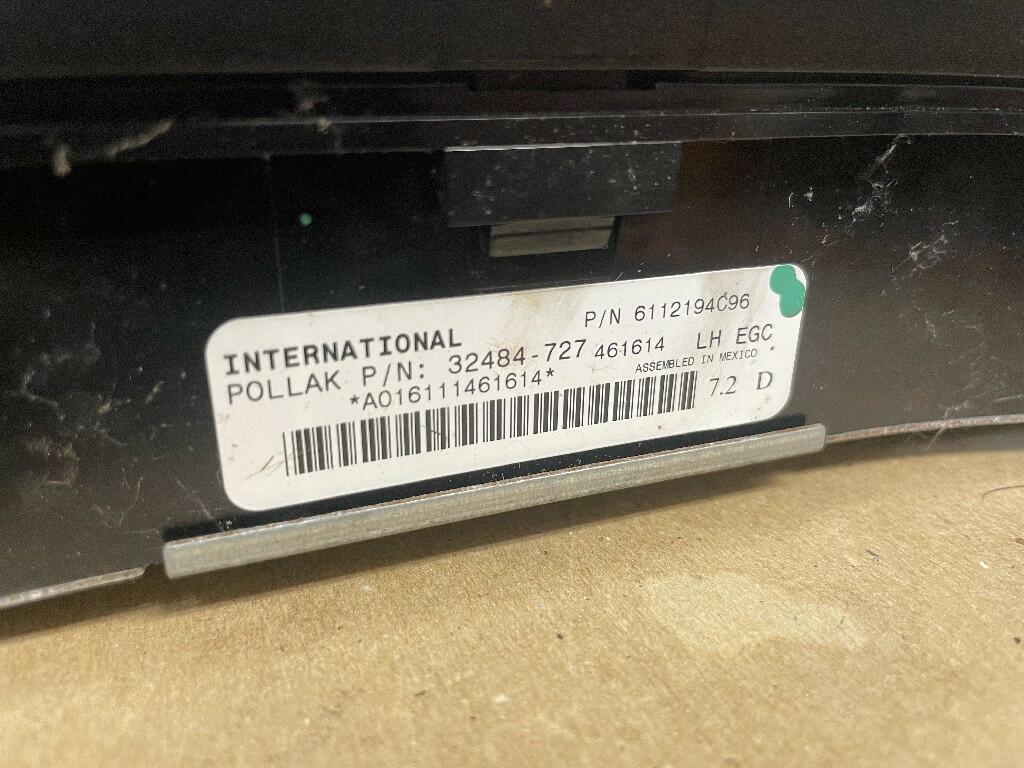 INTERNATIONAL P/N 6112194C96
POLLAK P/N: 32484-727 461614 LH EGC
*A016111461614* ASSEMBLED IN MEXICO *
7.2 D